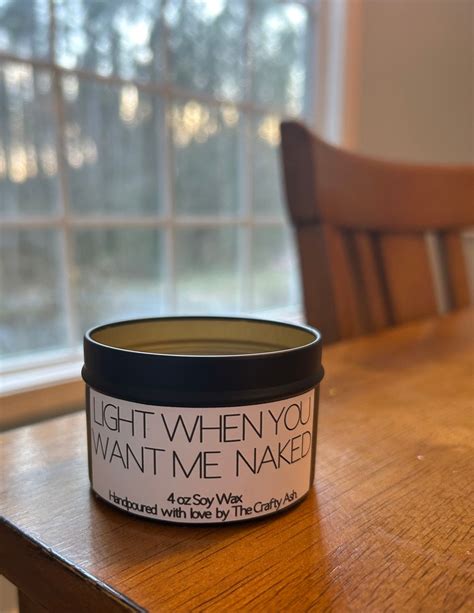 LIGHT WHEN YOU
WANT ME NAKED
4 oz Soy Wax
Handpoured with love by The Crafty Ash